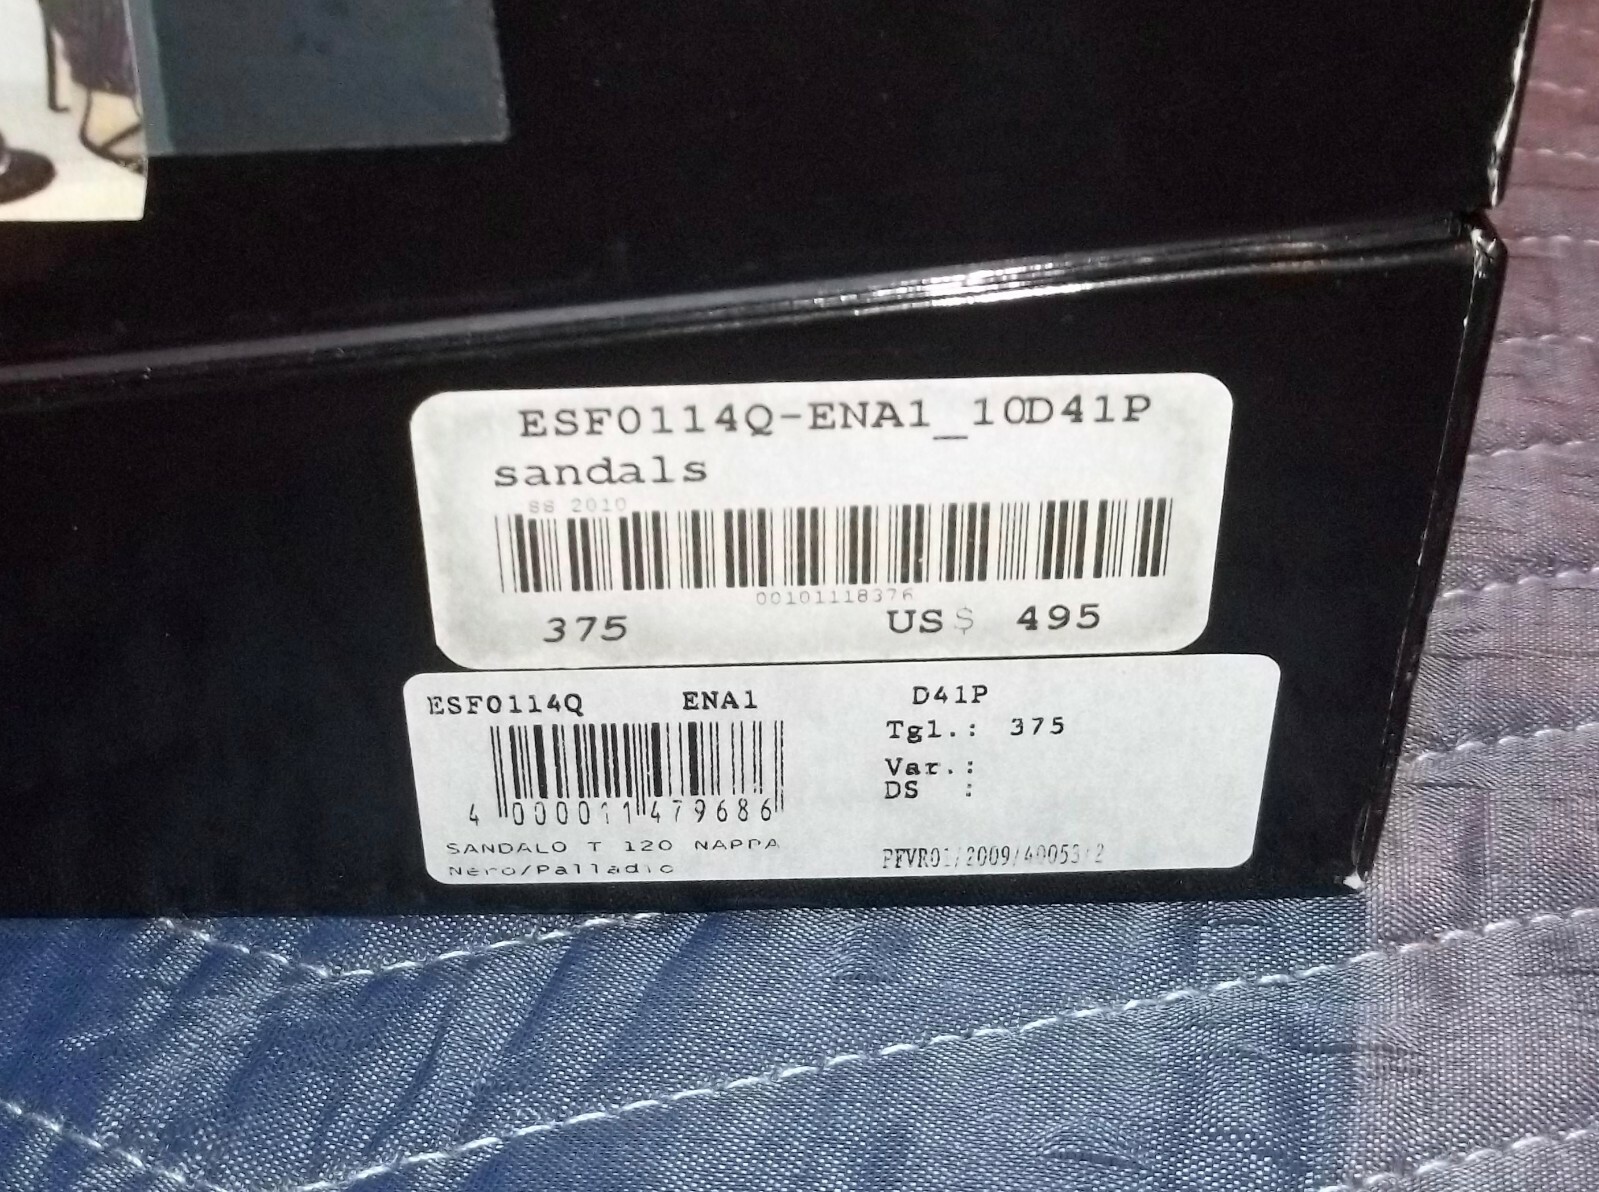 ESF0114Q-ENA1_10D41P
sandals
SS 2010
00101118376
375 US$ 495
ESF0114Q ENA1 D41P
Tgl.: 375
Var.:
DS :
4 000011 479686
SANDALO T 120 NAPPA
Nero/Palladio
PFVR01/2009/40053/2